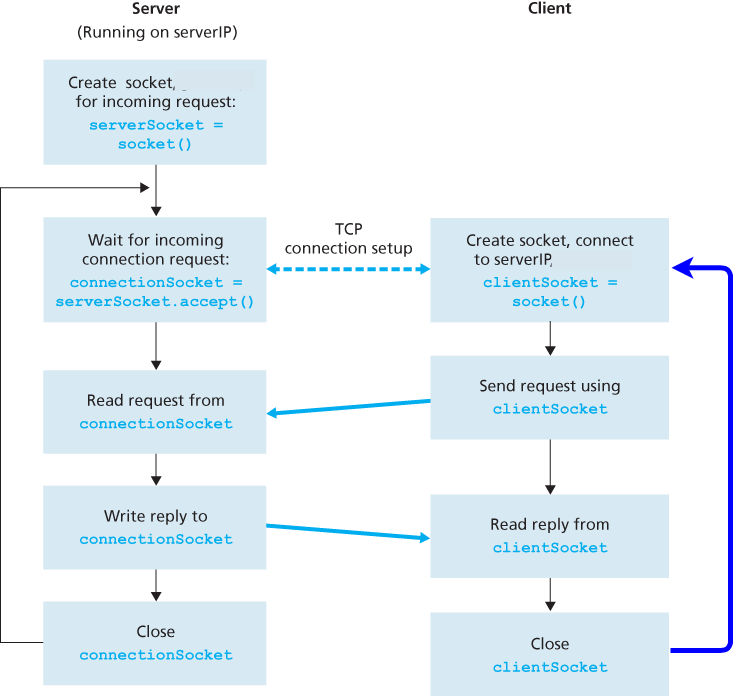 Server
(Running on serverIP)
Client
Create socket,
for incoming request:
serverSocket =
socket()
Wait for incoming
connection request:
connectionSocket =
serverSocket.accept()
TCP
connection setup
Create socket, connect
to serverIP,
clientSocket =
socket()
Read request from
connectionSocket
Send request using
clientSocket
Write reply to
connectionSocket
Read reply from
clientSocket
Close
connectionSocket
Close
clientSocket